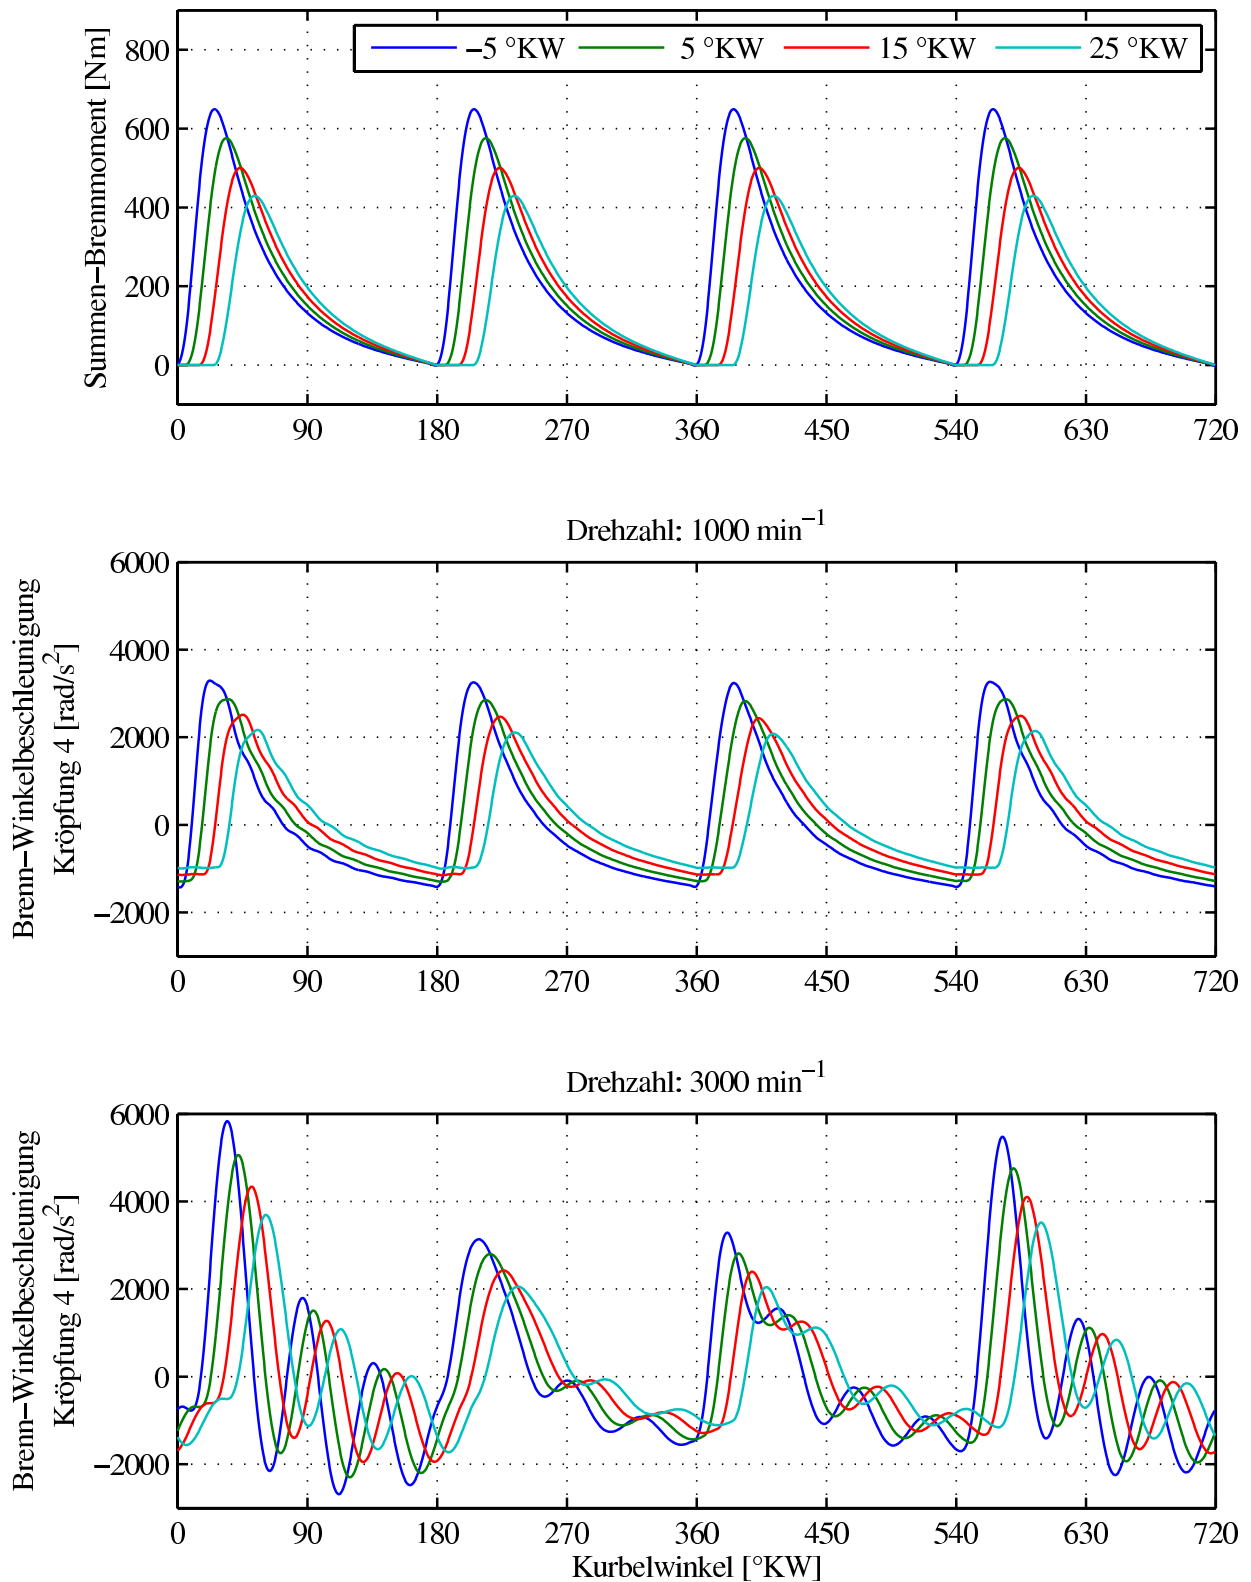 Summen−Brennmoment [Nm]
−5 °KW 5 °KW 15 °KW 25 °KW
800
600
400
200
0
0 90 180 270 360 450 540 630 720
Drehzahl: 1000 min−1
Brenn−Winkelbeschleunigung
Kröpfung 4 [rad/s2]
6000
4000
2000
0
−2000
0 90 180 270 360 450 540 630 720
Drehzahl: 3000 min−1
Brenn−Winkelbeschleunigung
Kröpfung 4 [rad/s2]
6000
4000
2000
0
−2000
0 90 180 270 360 450 540 630 720
Kurbelwinkel [°KW]